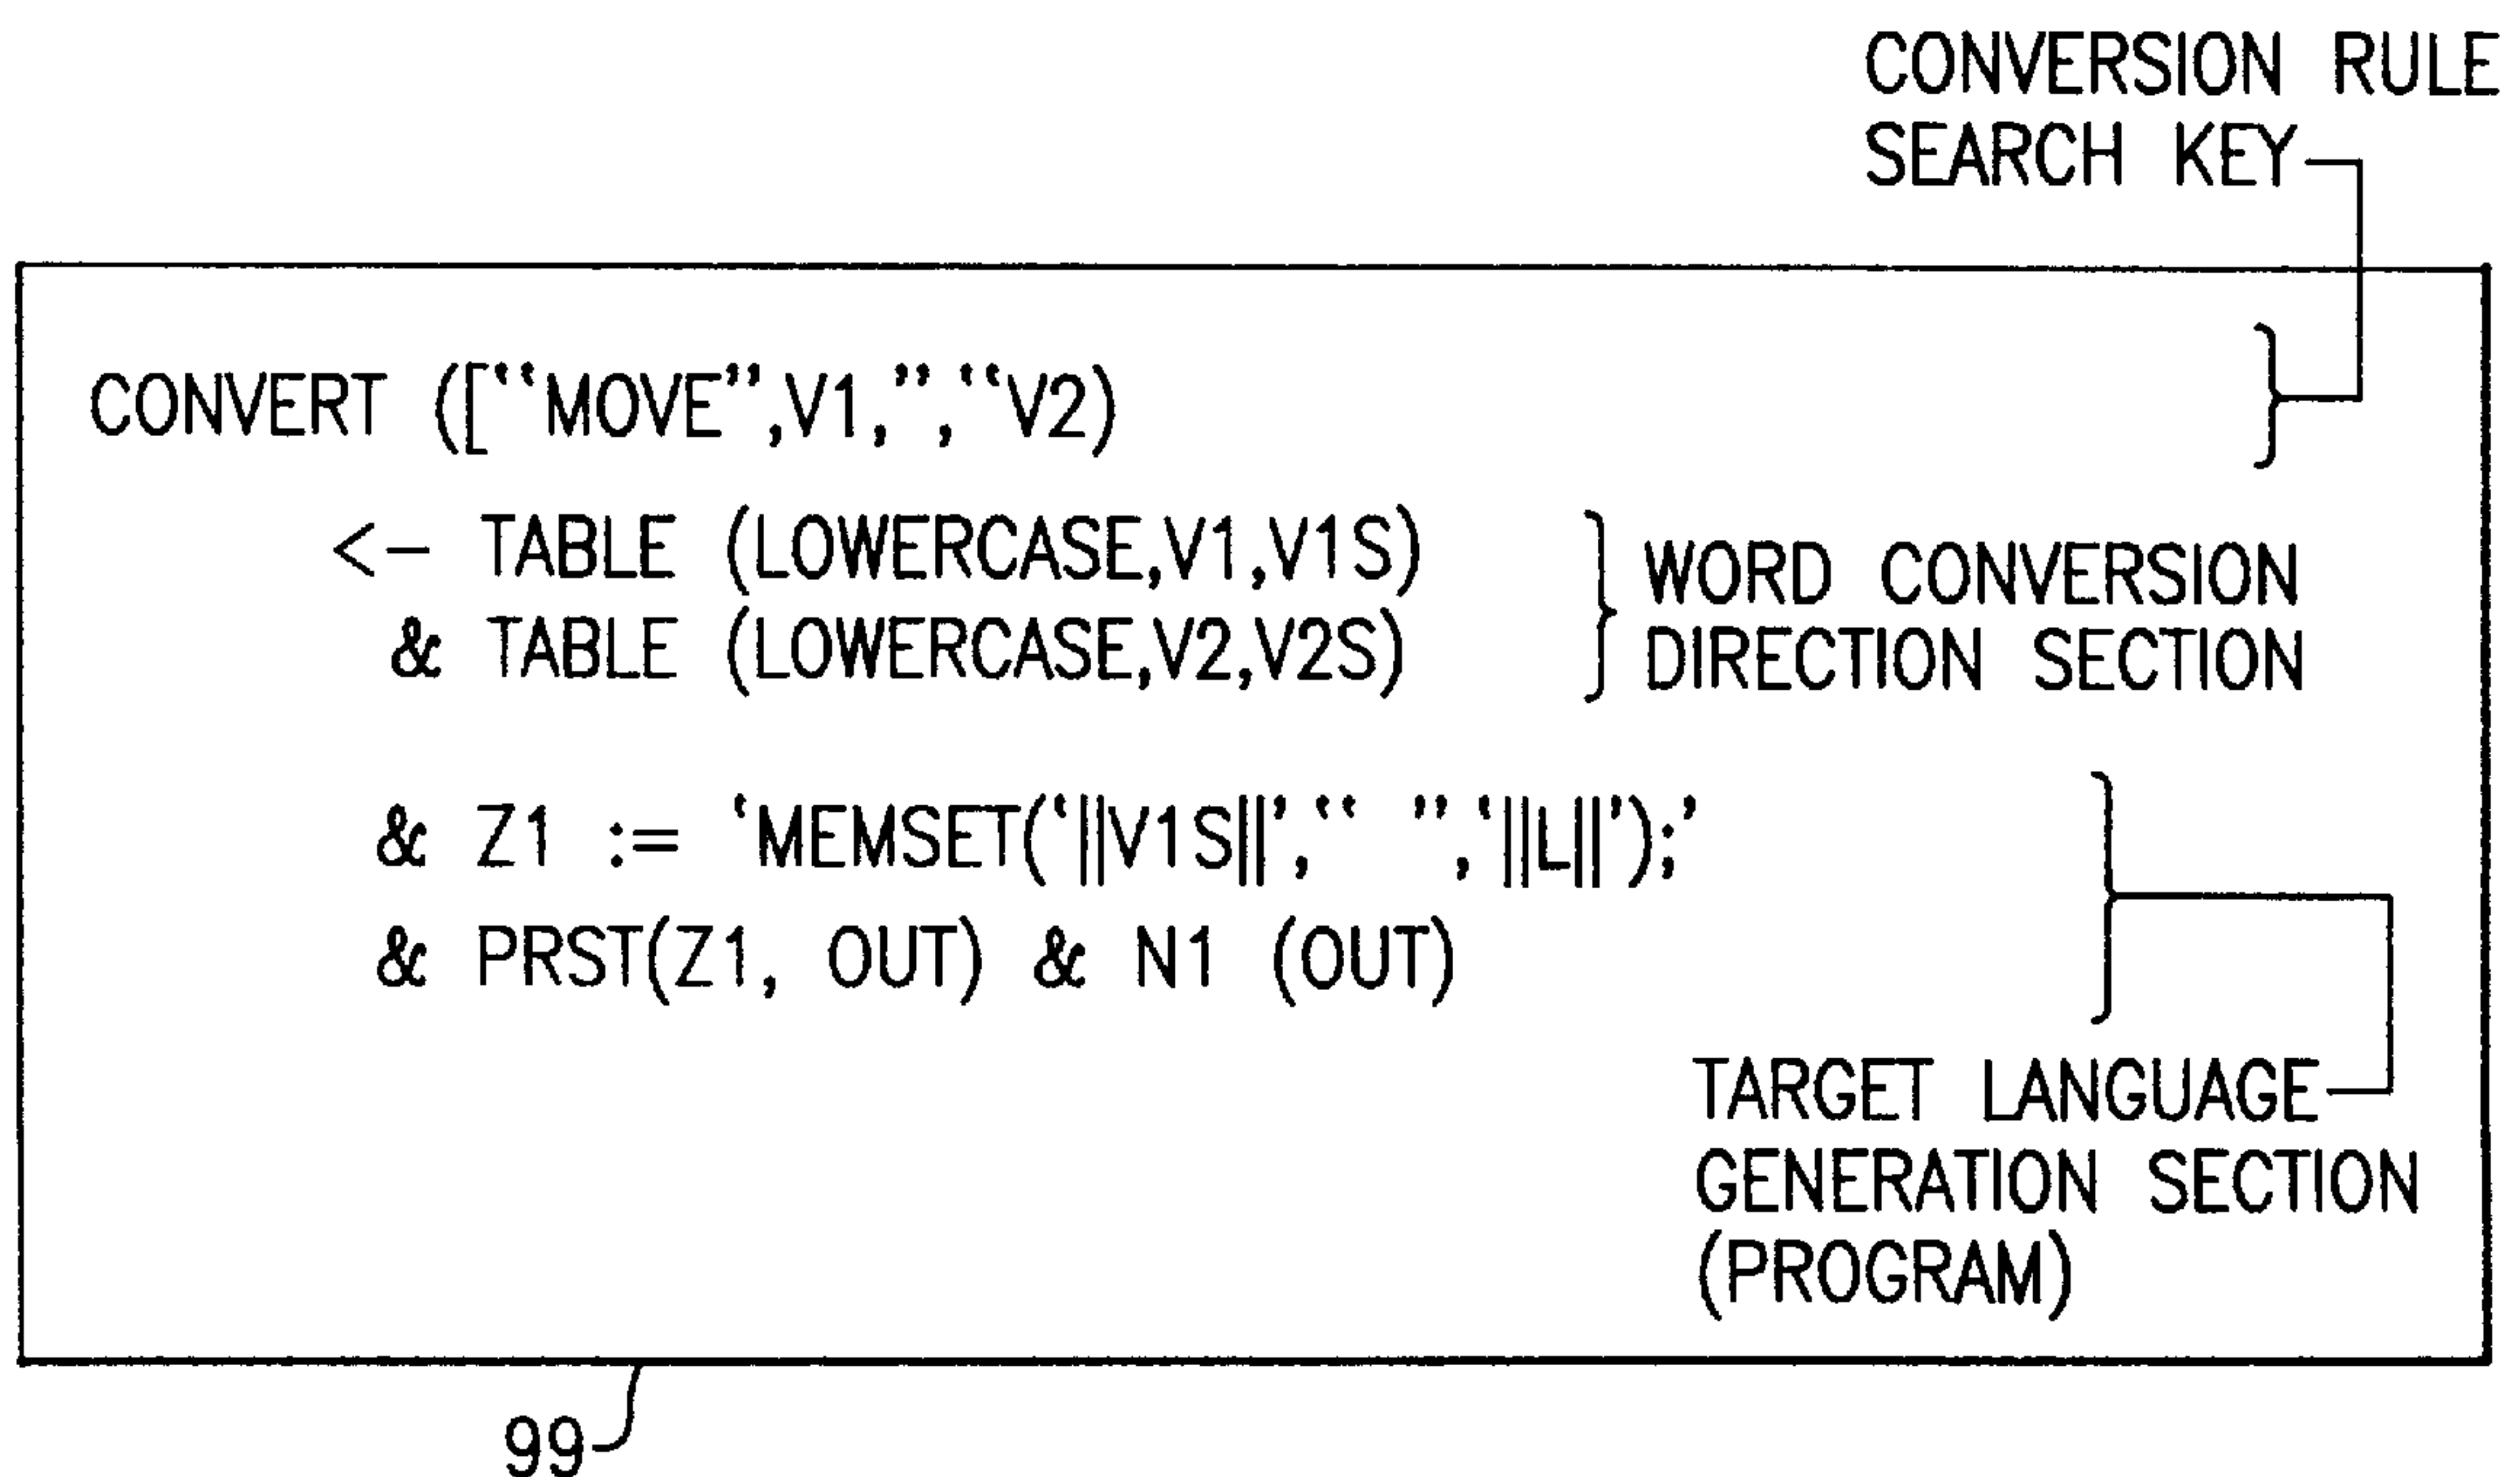 CONVERSION RULE
SEARCH KEY
CONVERT (["MOVE",V1,”,“V2)
<— TABLE (LOWERCASE,V1,V1S)
& TABLE (LOWERCASE,V2,V2S)
WORD CONVERSION
DIRECTION SECTION
& Z1 := ‘MEMSET(‘||V1S||’,“ ”,‘||L||’);’
& PRST(Z1, OUT) & N1 (OUT)
TARGET LANGUAGE
GENERATION SECTION
(PROGRAM)
99